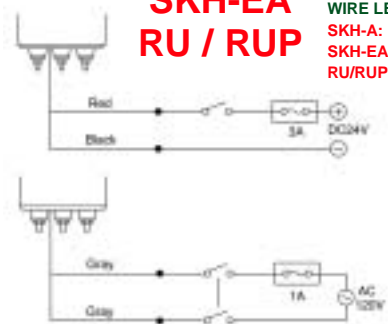 SKH-EA
RU / RUP
WIRE LE
SKH-A:
SKH-EA
RU/RUP
Red
3A
DC24V
Black
Gray
1A
AC
120V
Gray